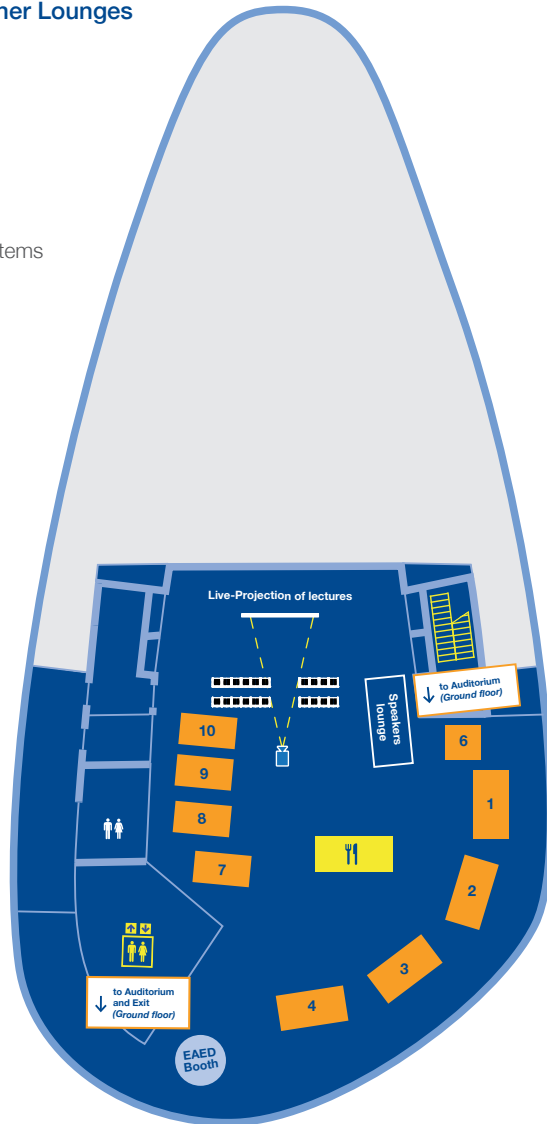 ner Lounges
tems
Live-Projection of lectures
to Auditorium
(Ground floor)
Speakers
lounge
10
6
9
1
8
7
2
3
4
to Auditorium
and Exit
(Ground floor)
EAED
Booth